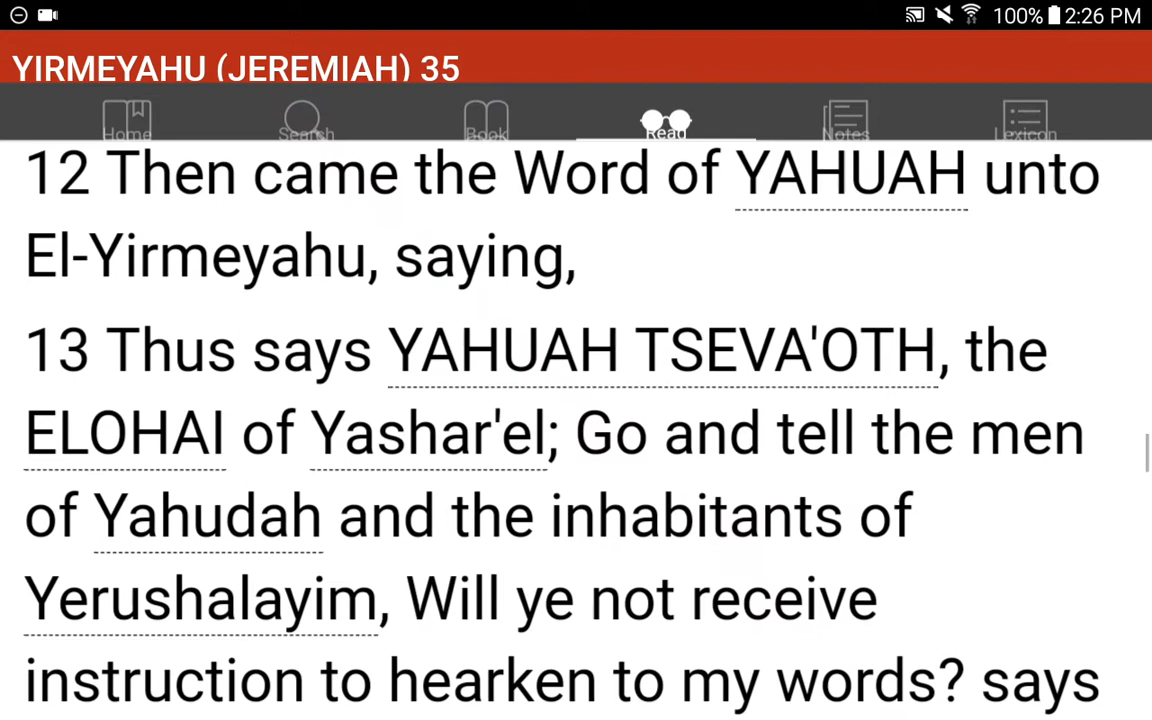 100% 2:26 PM
YIRMEYAHU (JEREMIAH) 35
Home Search Book Read Notes Lexicon
12 Then came the Word of YAHUAH unto
El-Yirmeyahu, saying,
13 Thus says YAHUAH TSEVA'OTH, the
ELOHAI of Yashar'el; Go and tell the men
of Yahudah and the inhabitants of
Yerushalayim, Will ye not receive
instruction to hearken to my words? says